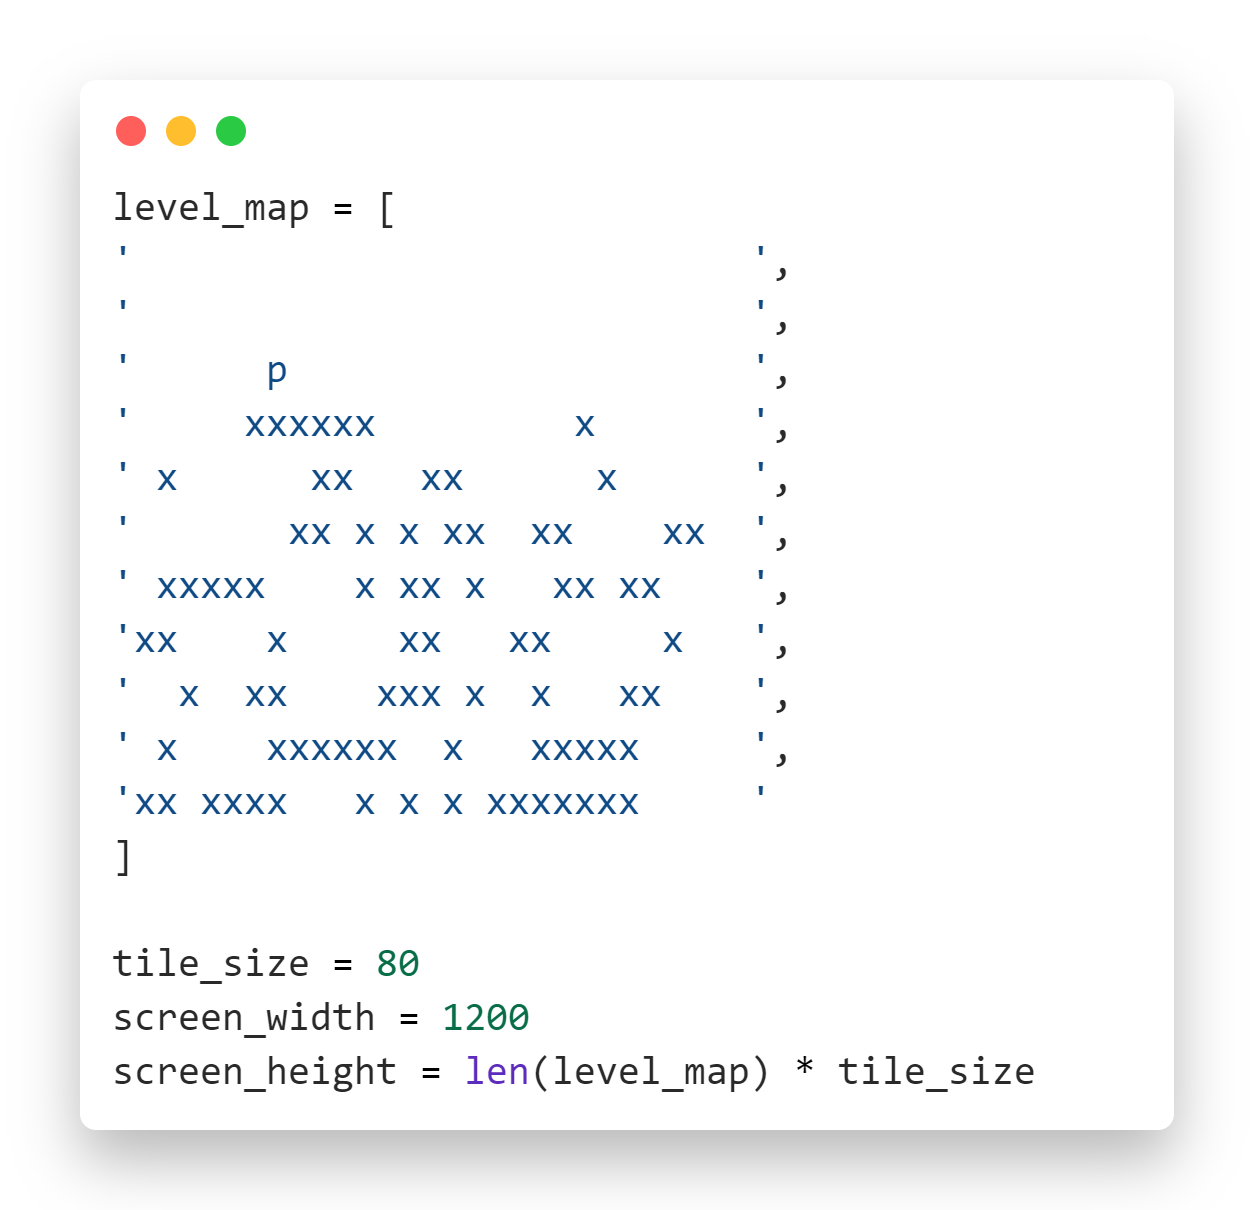 level_map = [
'                            ',
'                            ',
'      p                     ',
'     xxxxxx         x       ',
' x      xx   xx      x      ',
'       xx x x xx  xx    xx  ',
' xxxxx    x xx x   xx xx    ',
'xx    x     xx   xx     x   ',
'  x  xx    xxx x  x   xx    ',
' x    xxxxxx  x   xxxxx     ',
'xx xxxx   x x x xxxxxxx     '
]
tile_size = 80
screen_width = 1200
screen_height = len(level_map) * tile_size